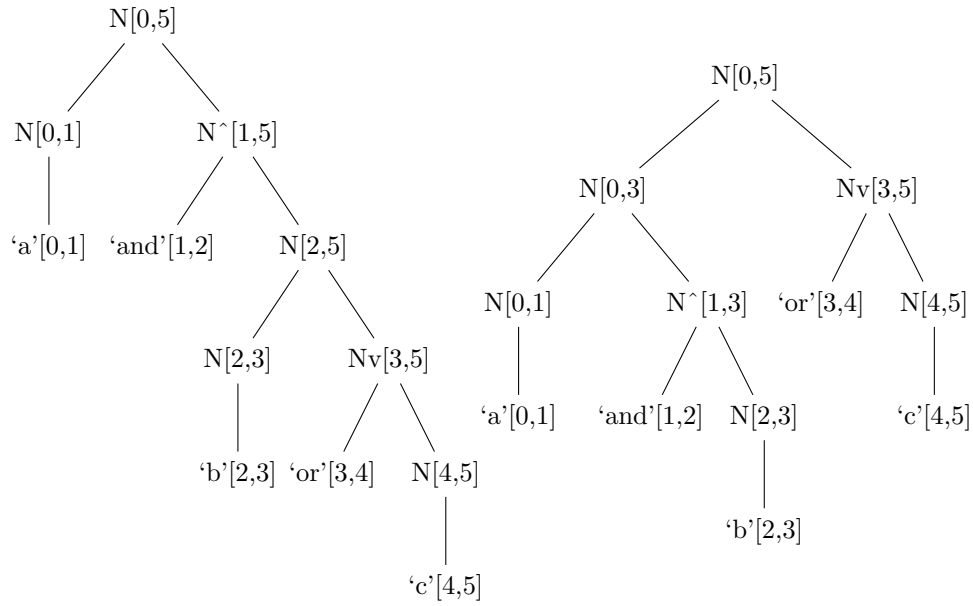 N[0,5]
N[0,1] Nˆ[1,5]
‘a’[0,1] ‘and’[1,2] N[2,5]
N[2,3] Nv[3,5]
‘b’[2,3] ‘or’[3,4] N[4,5]
‘c’[4,5]
N[0,5]
N[0,3] Nv[3,5]
N[0,1] Nˆ[1,3] ‘or’[3,4] N[4,5]
‘a’[0,1] ‘and’[1,2] N[2,3] ‘c’[4,5]
‘b’[2,3]